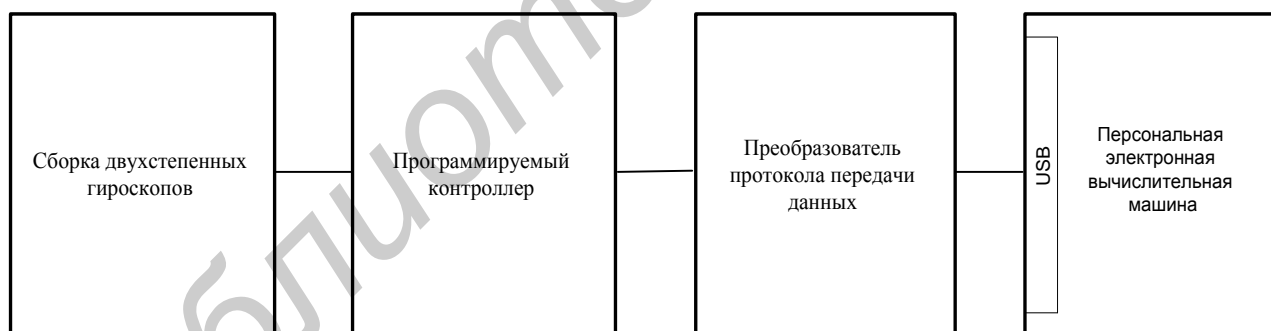 Сборка двухстепенных
гироскопов
Программируемый
контроллер
Преобразователь
протокола передачи
данных
USB
Персональная
электронная
вычислительная
машина